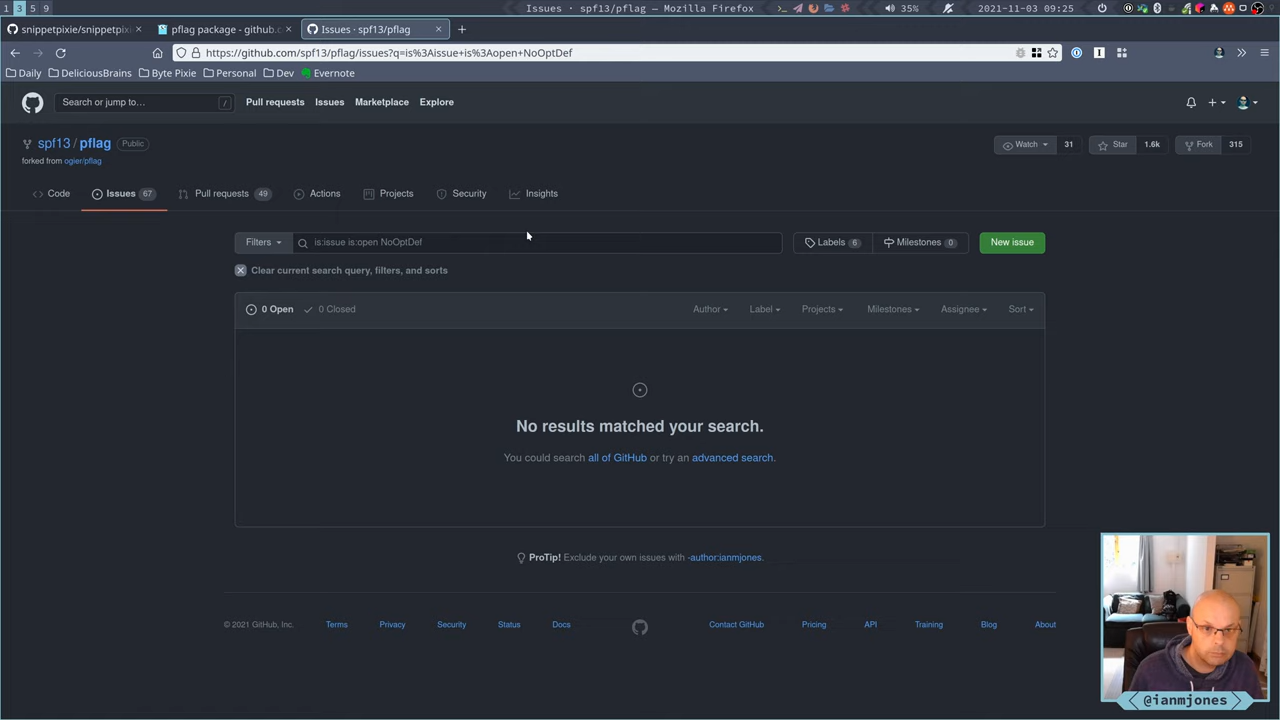 1 3 5 9
Issues · spf13/pflag — Mozilla Firefox
35%
2021-11-03 09:25
snippetpixie/snippetpixi
pflag package - github.c
Issues · spf13/pflag
https://github.com/spf13/pflag/issues?q=is%3Aissue+is%3Aopen+NoOptDef
Daily
DeliciousBrains
Byte Pixie
Personal
Dev
Evernote
Search or jump to…
/
Pull requests
Issues
Marketplace
Explore
spf13 / pflag
Public
Watch
31
Star
1.6k
Fork
315
forked from ogier/pflag
Code
Issues 67
Pull requests 49
Actions
Projects
Security
Insights
Filters
is:issue is:open NoOptDef
Labels 6
Milestones 0
New issue
Clear current search query, filters, and sorts
0 Open
0 Closed
Author
Label
Projects
Milestones
Assignee
Sort
No results matched your search.
You could search all of GitHub or try an advanced search.
ProTip! Exclude your own issues with -author:ianmjones.
© 2021 GitHub, Inc.
Terms
Privacy
Security
Status
Docs
Contact GitHub
Pricing
API
Training
Blog
About
@ianmjones